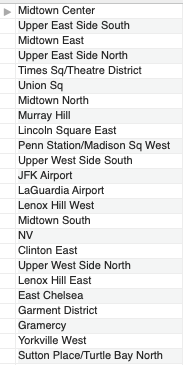 Midtown Center
Upper East Side South
Midtown East
Upper East Side North
Times Sq/Theatre District
Union Sq
Midtown North
Murray Hill
Lincoln Square East
Penn Station/Madison Sq West
Upper West Side South
JFK Airport
LaGuardia Airport
Lenox Hill West
Midtown South
NV
Clinton East
Upper West Side North
Lenox Hill East
East Chelsea
Garment District
Gramercy
Yorkville West
Sutton Place/Turtle Bay North